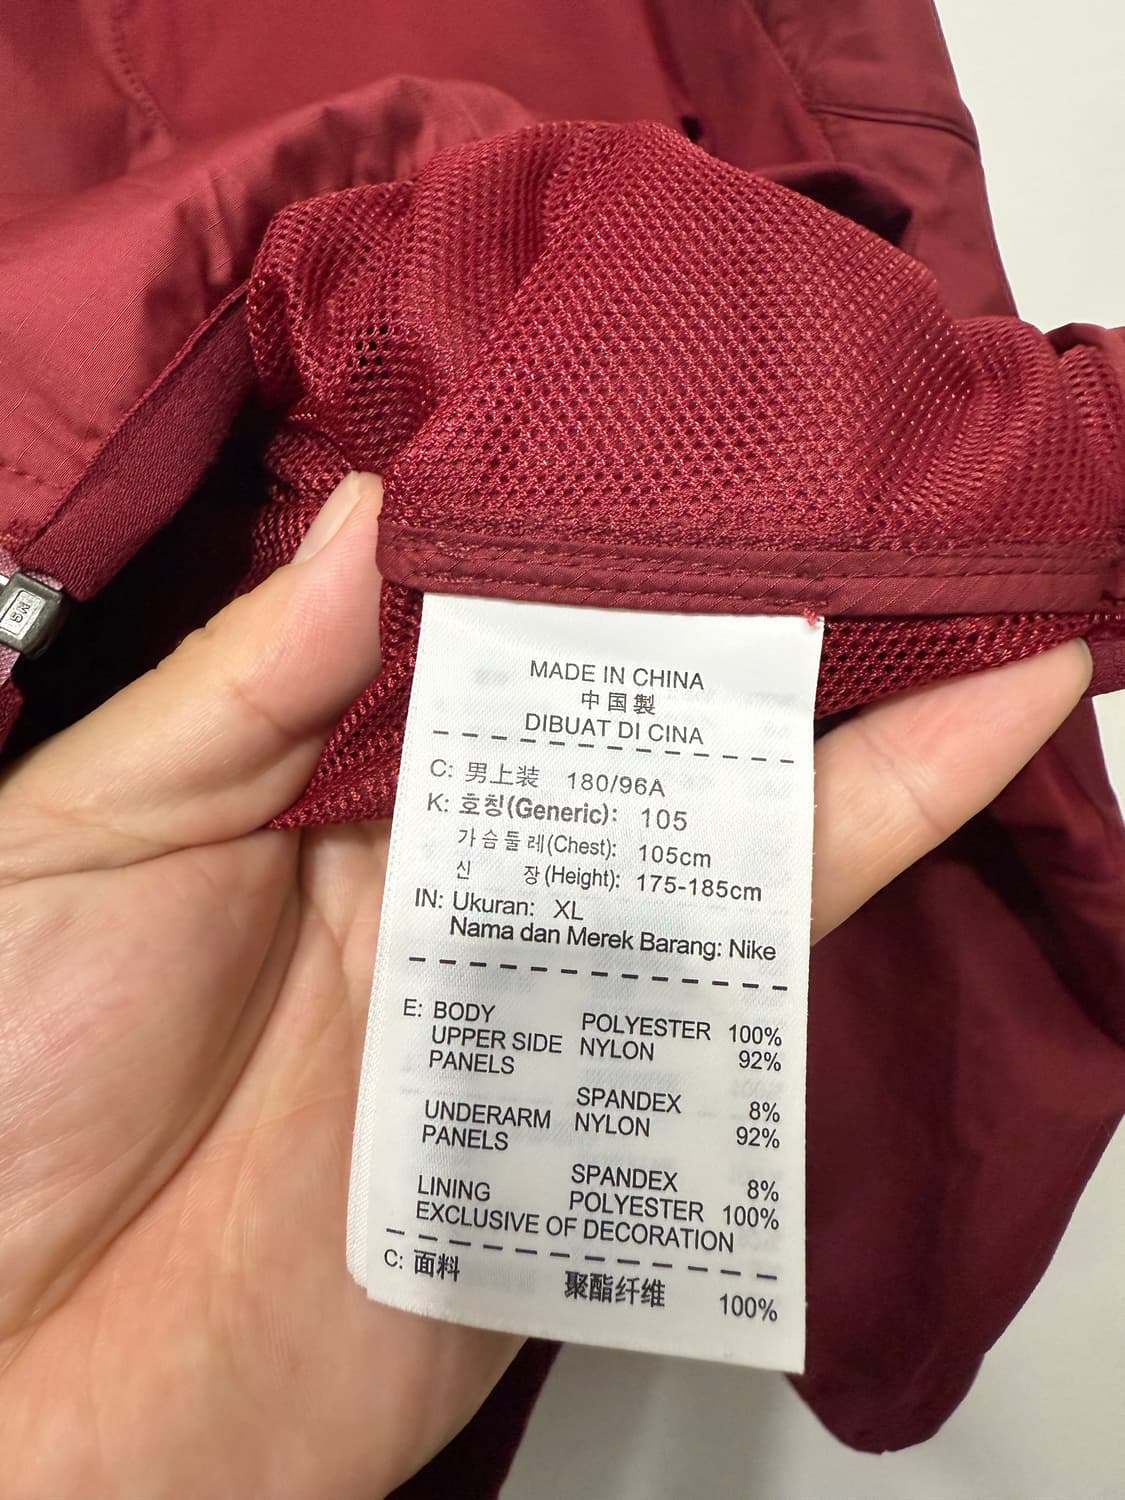 MADE IN CHINA
中国製
DIBUAT DI CINA
C: 男上装 180/96A
K: 호칭(Generic): 105
가슴둘레(Chest): 105cm
신 장(Height): 175-185cm
IN: Ukuran: XL
Nama dan Merek Barang: Nike
E: BODY POLYESTER 100%
UPPER SIDE NYLON 92%
PANELS
SPANDEX 8%
UNDERARM NYLON 92%
PANELS
SPANDEX 8%
LINING POLYESTER 100%
EXCLUSIVE OF DECORATION
C: 面料 聚酯纤维 100%